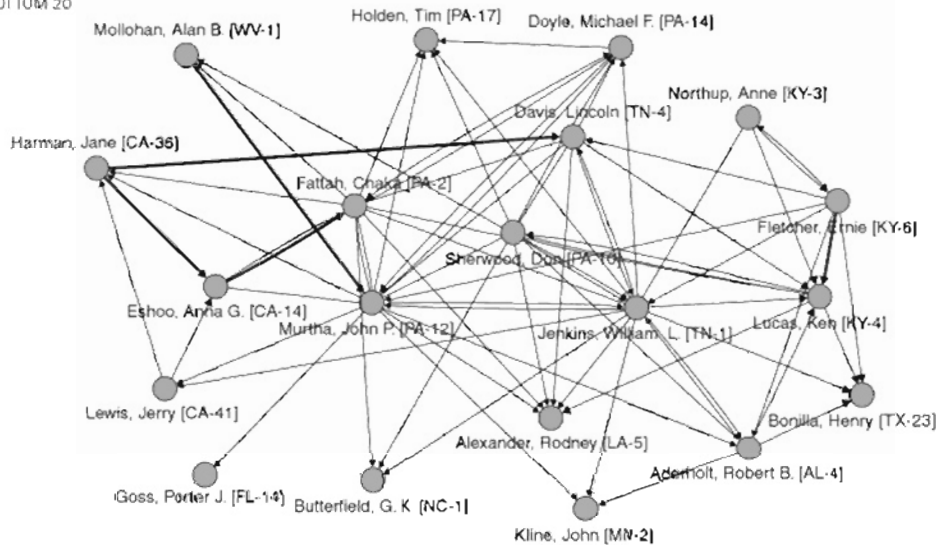 Holden, Tim [PA-17]
Doyle, Michael F. [PA-14]
Mollohan, Alan B. [WV-1]
Northup, Anne [KY-3]
Davis, Lincoln [TN-4]
Harman, Jane [CA-36]
Fattah, Chaka [PA-2]
Fletcher, Ernie [KY-6]
Sherwood, Don [PA-10]
Eshoo, Anna G. [CA-14]
Murtha, John P. [PA-12]
Jenkins, William L. [TN-1]
Lucas, Ken [KY-4]
Lewis, Jerry [CA-41]
Bonilla, Henry [TX-23]
Alexander, Rodney [LA-5]
Aderholt, Robert B. [AL-4]
Goss, Porter J. [FL-14]
Butterfield, G. K [NC-1]
Kline, John [MN-2]